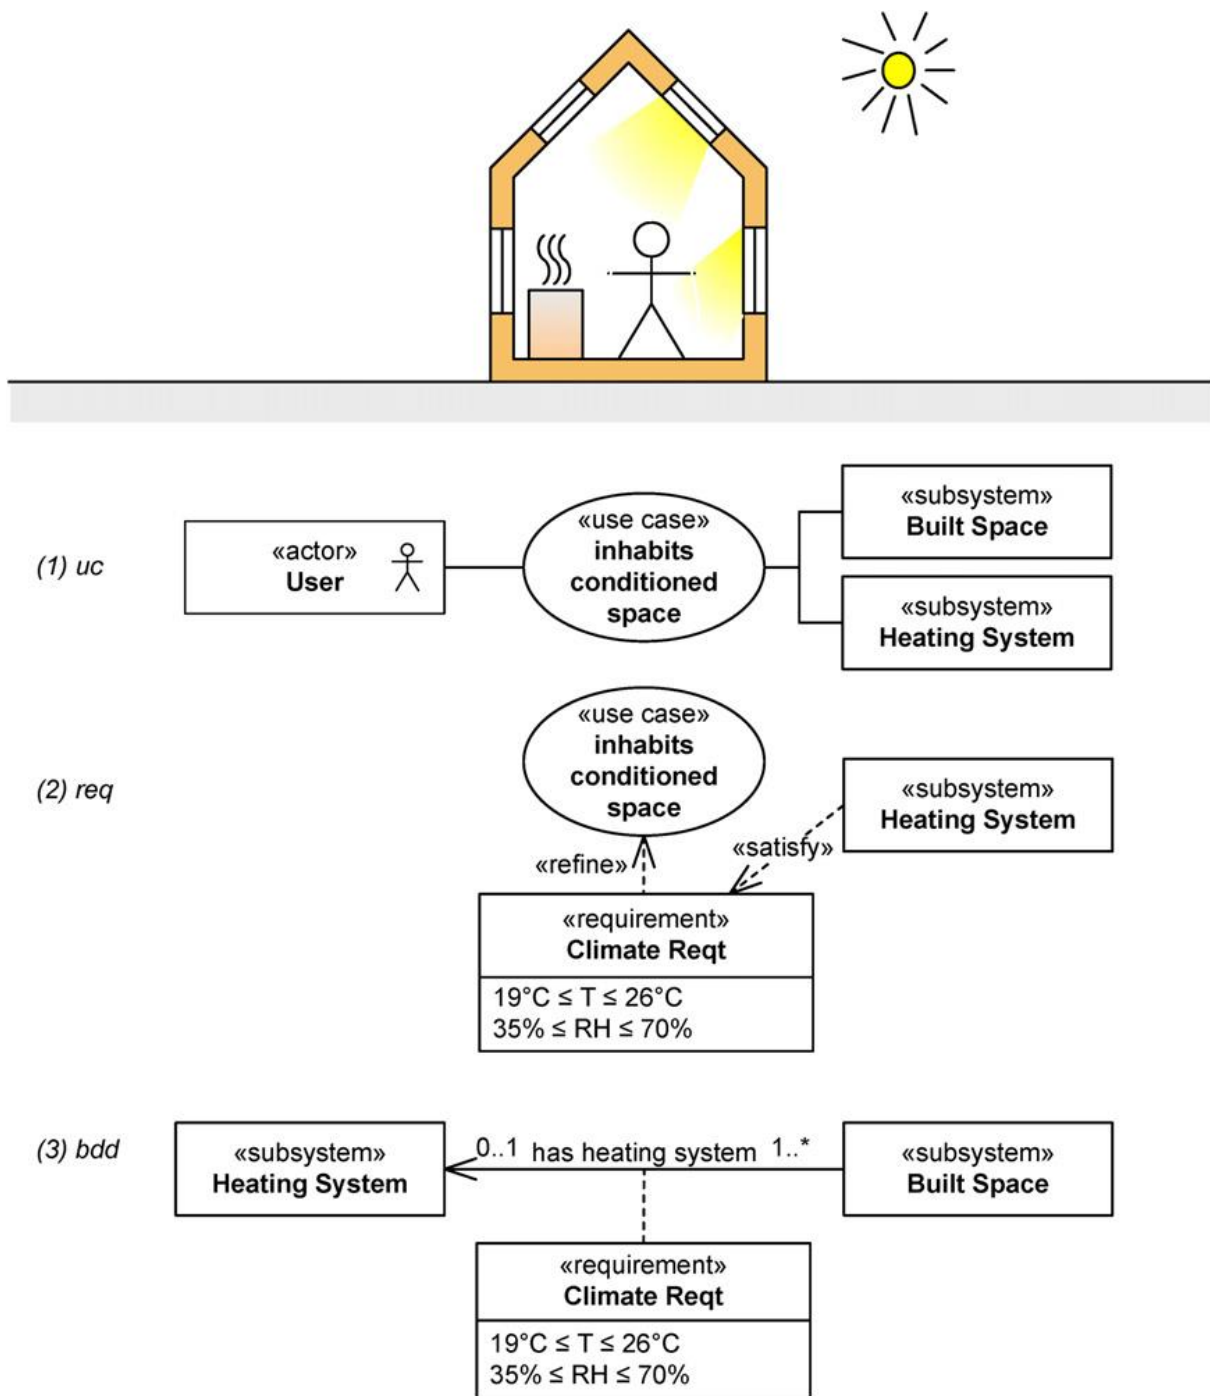 (1) uc
«actor»
User
«use case»
inhabits
conditioned
space
«subsystem»
Built Space
«subsystem»
Heating System
(2) req
«use case»
inhabits
conditioned
space
«subsystem»
Heating System
«refine»
«satisfy»
«requirement»
Climate Reqt
19°C ≤ T ≤ 26°C
35% ≤ RH ≤ 70%
(3) bdd
«subsystem»
Heating System
0..1 has heating system 1..*
«subsystem»
Built Space
«requirement»
Climate Reqt
19°C ≤ T ≤ 26°C
35% ≤ RH ≤ 70%